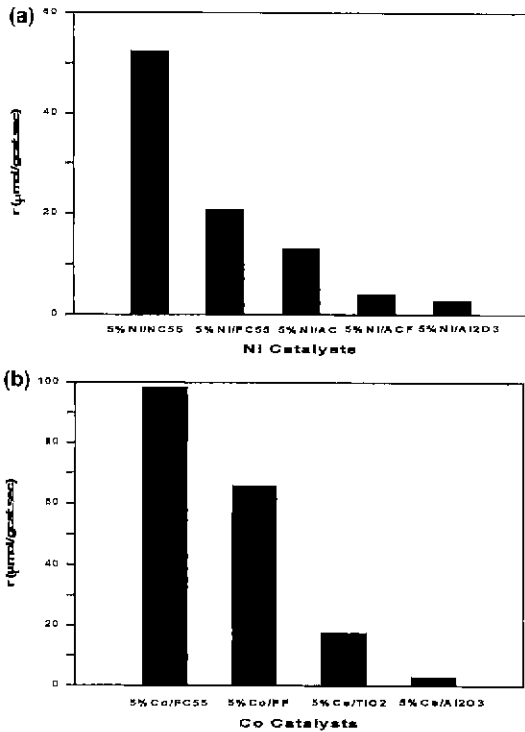 (a)
60
50
20
0
r (μmol/gcat.sec)
5%Ni/NC55 5%Ni/FC55 5%Ni/AC 5%Ni/ACF 5%Ni/Al2O3
Ni Catalysts
(b)
100
80
60
40
20
0
r (μmol/gcat.sec)
5%Co/FC55 5%Co/PF 5%Co/TiO2 5%Co/Al2O3
Co Catalysts